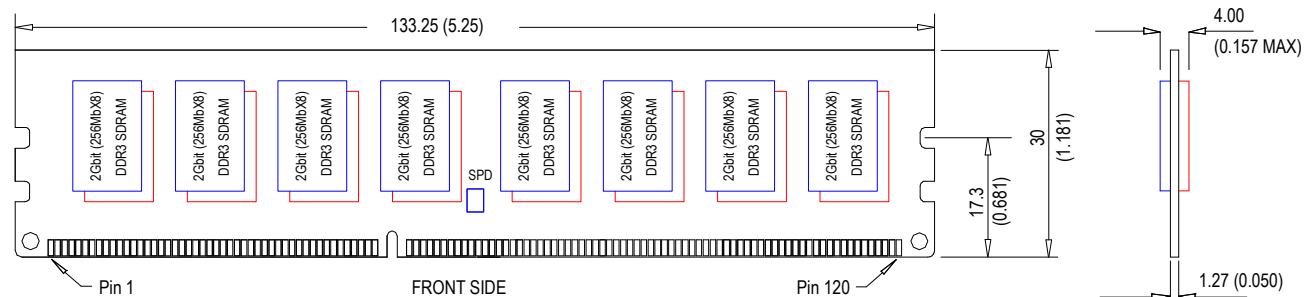 133.25 (5.25)
4.00
(0.157 MAX)
2Gbit (256MbX8)
DDR3 SDRAM
2Gbit (256MbX8)
DDR3 SDRAM
2Gbit (256MbX8)
DDR3 SDRAM
2Gbit (256MbX8)
DDR3 SDRAM
2Gbit (256MbX8)
DDR3 SDRAM
2Gbit (256MbX8)
DDR3 SDRAM
2Gbit (256MbX8)
DDR3 SDRAM
2Gbit (256MbX8)
DDR3 SDRAM
SPD
17.3
(0.681)
30
(1.181)
Pin 1
FRONT SIDE
Pin 120
1.27 (0.050)